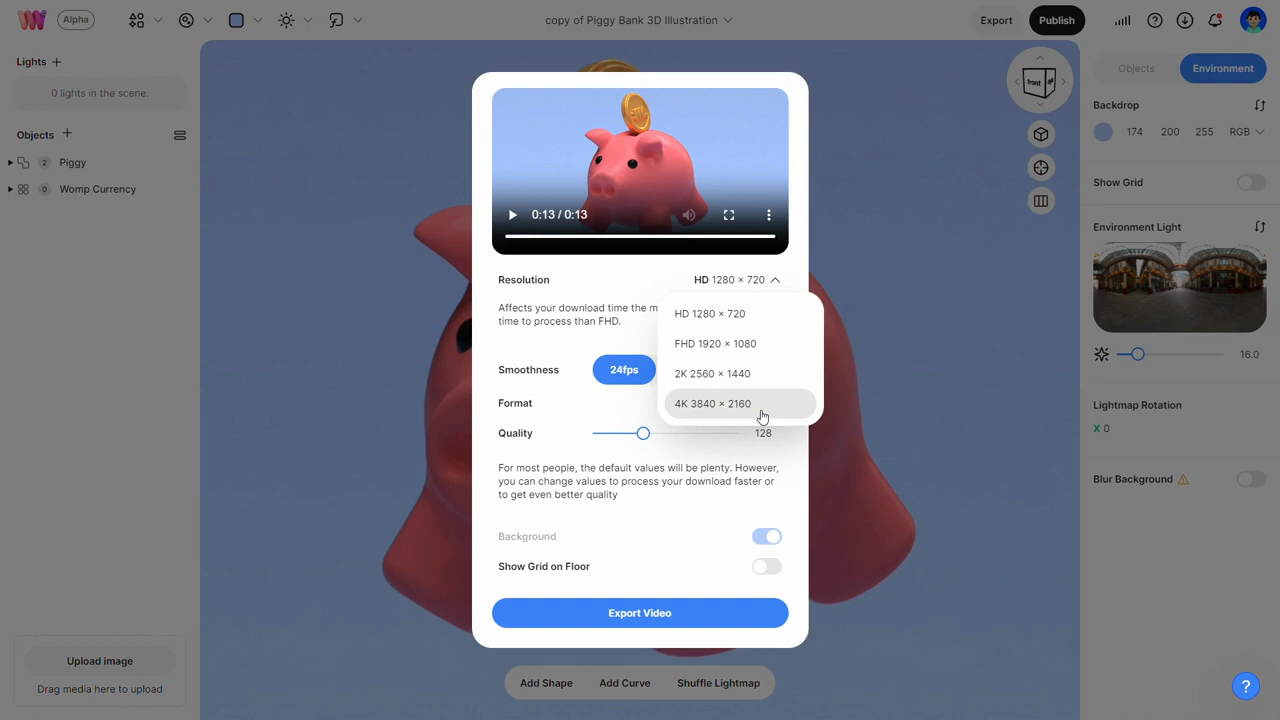 Alpha
copy of Piggy Bank 3D Illustration
Export
Publish
Lights
0 lights in the scene.
Objects
2 Piggy
0 Womp Currency
Upload image
Drag media here to upload
0:13 / 0:13
Resolution
HD 1280 × 720
Affects your download time the m
time to process than FHD.
HD 1280 × 720
FHD 1920 × 1080
2K 2560 × 1440
4K 3840 × 2160
Smoothness
24fps
Format
Quality
128
For most people, the default values will be plenty. However,
you can change values to process your download faster or
to get even better quality
Background
Show Grid on Floor
Export Video
Add Shape
Add Curve
Shuffle Lightmap
front
Objects
Environment
Backdrop
174 200 255 RGB
Show Grid
Environment Light
16.0
Lightmap Rotation
X 0
Blur Background
?